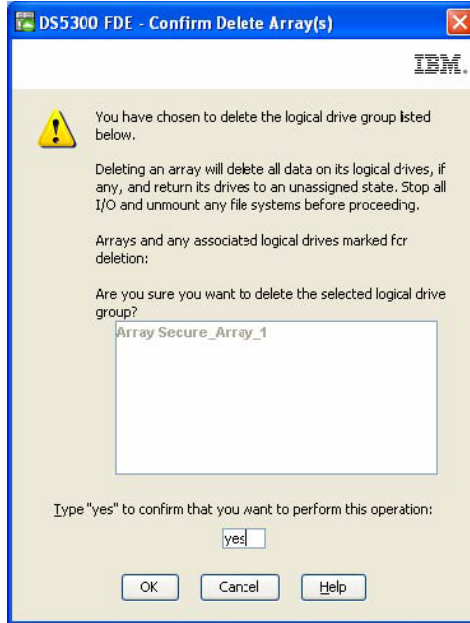 DS5300 FDE - Confirm Delete Array(s)
IBM.
You have chosen to delete the logical drive group listed
below.
Deleting an array will delete all data on its logical drives, if
any, and return its drives to an unassigned state. Stop all
I/O and unmount any file systems before proceeding.
Arrays and any associated logical drives marked for
deletion:
Are you sure you want to delete the selected logical drive
group?
Array Secure_Array_1
Type "yes" to confirm that you want to perform this operation:
yes
OK
Cancel
Help